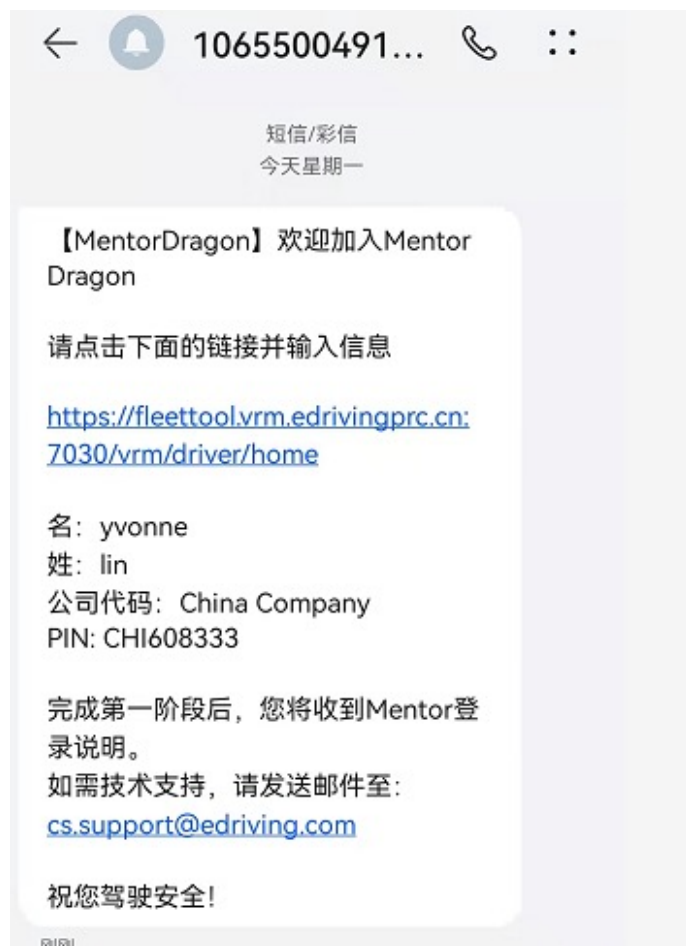 1065500491...
短信/彩信
今天星期一
【MentorDragon】欢迎加入Mentor
Dragon
请点击下面的链接并输入信息
https://fleettool.vrm.edrivingprc.cn:
7030/vrm/driver/home
名：yvonne
姓：lin
公司代码：China Company
PIN: CHI608333
完成第一阶段后，您将收到Mentor登
录说明。
如需技术支持，请发送邮件至：
cs.support@edriving.com
祝您驾驶安全！